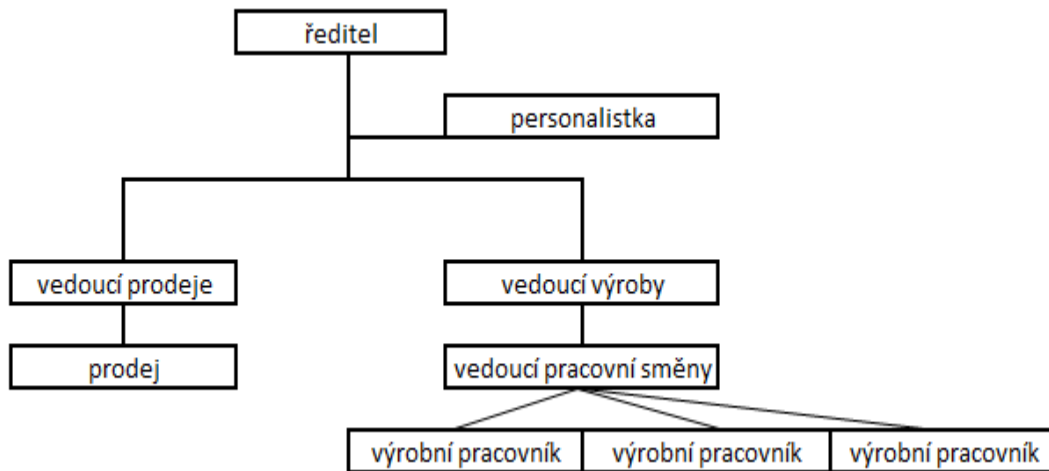 ředitel
personalistka
vedoucí prodeje
vedoucí výroby
prodej
vedoucí pracovní směny
výrobní pracovník
výrobní pracovník
výrobní pracovník